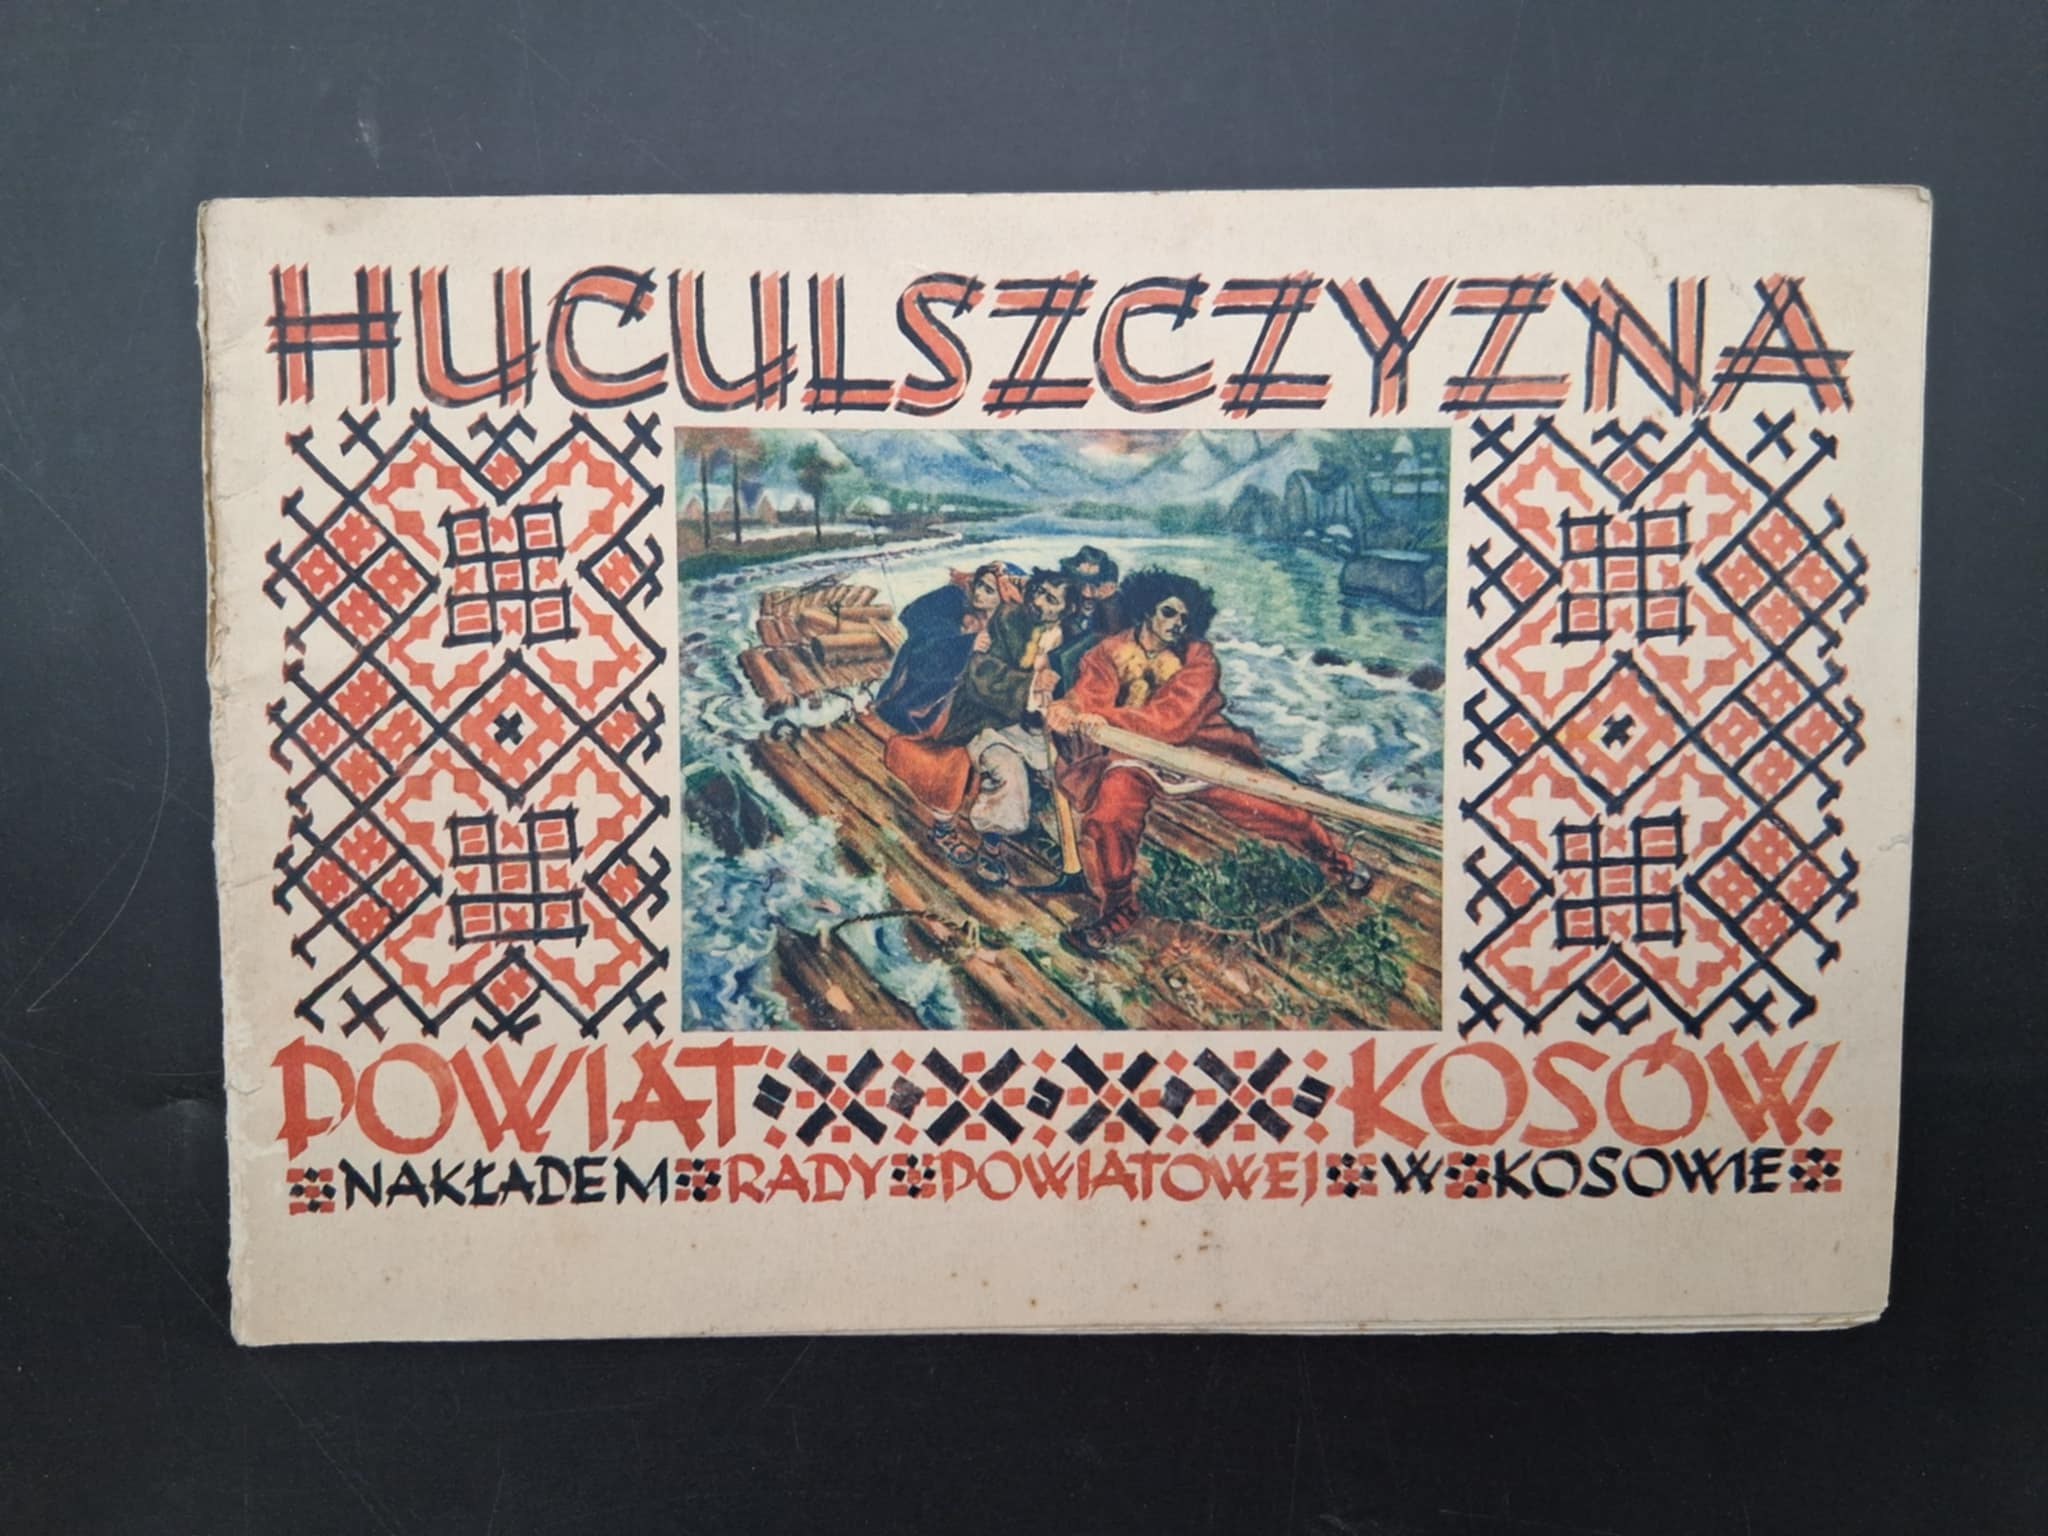 HUCULSZCZYZNA
POWIAT KOSÓW.
NAKŁADEM RADY POWIATOWEJ W KOSOWIE